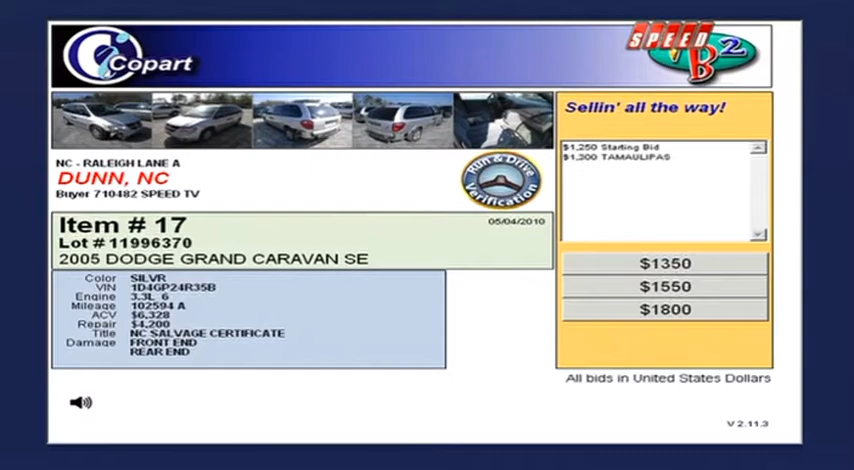 Copart
SPEED
VB2
Sellin' all the way!
$1,250 Starting Bid
$1,300 TAMAULIPAS
NC - RALEIGH LANE A
DUNN, NC
Buyer 710482 SPEED TV
Run & Drive
Verification
Item # 17
05/04/2010
Lot # 11996370
2005 DODGE GRAND CARAVAN SE
$1350
$1550
$1800
Color SILVR
VIN 1D4GP24R35B
Engine 3.3L 6
Mileage 102594 A
ACV $6,328
Repair $4,200
Title NC SALVAGE CERTIFICATE
Damage FRONT END
REAR END
All bids in United States Dollars
V 2.11.3